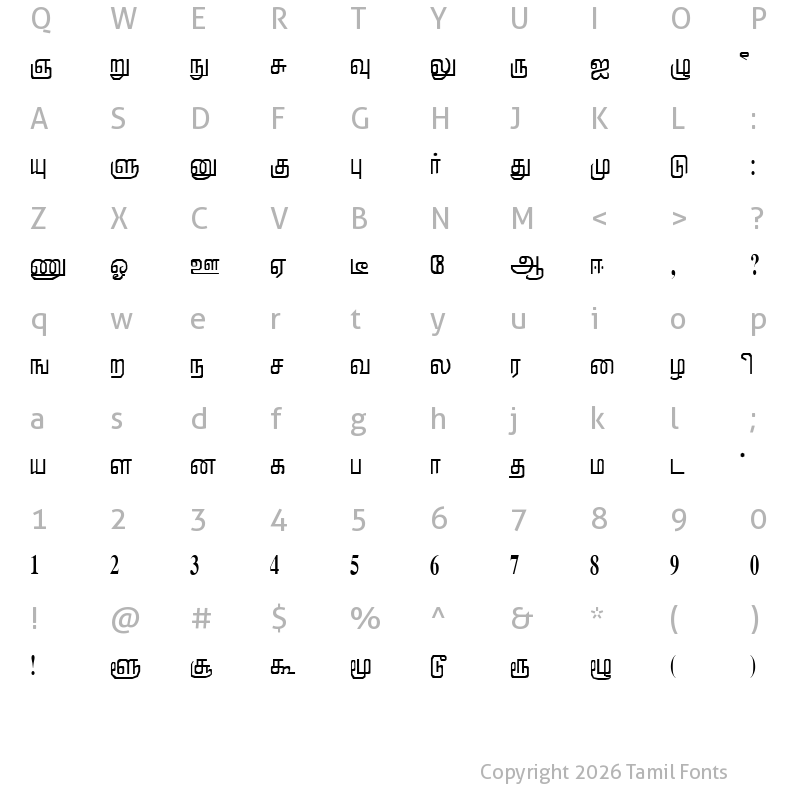 Q W E R T Y U I O P
ஞ று நு சு வு லு ரு ஐ ழு ீ
A S D F G H J K L :
யு ளு னு கு பு ர் து மு டு :
Z X C V B N M < > ?
ணு ஓ ஊ ஏ டீ ே ஆ ஈ , ?
q w e r t y u i o p
ங ற ந ச வ ல ர ை ழ ி
a s d f g h j k l ;
ய ள ன க ப ா த ம ட ்
1 2 3 4 5 6 7 8 9 0
1 2 3 4 5 6 7 8 9 0
! @ # $ % ^ & * ( )
! ளூ சூ கூ மூ டூ ரூ ழூ ( )
Copyright 2026 Tamil Fonts